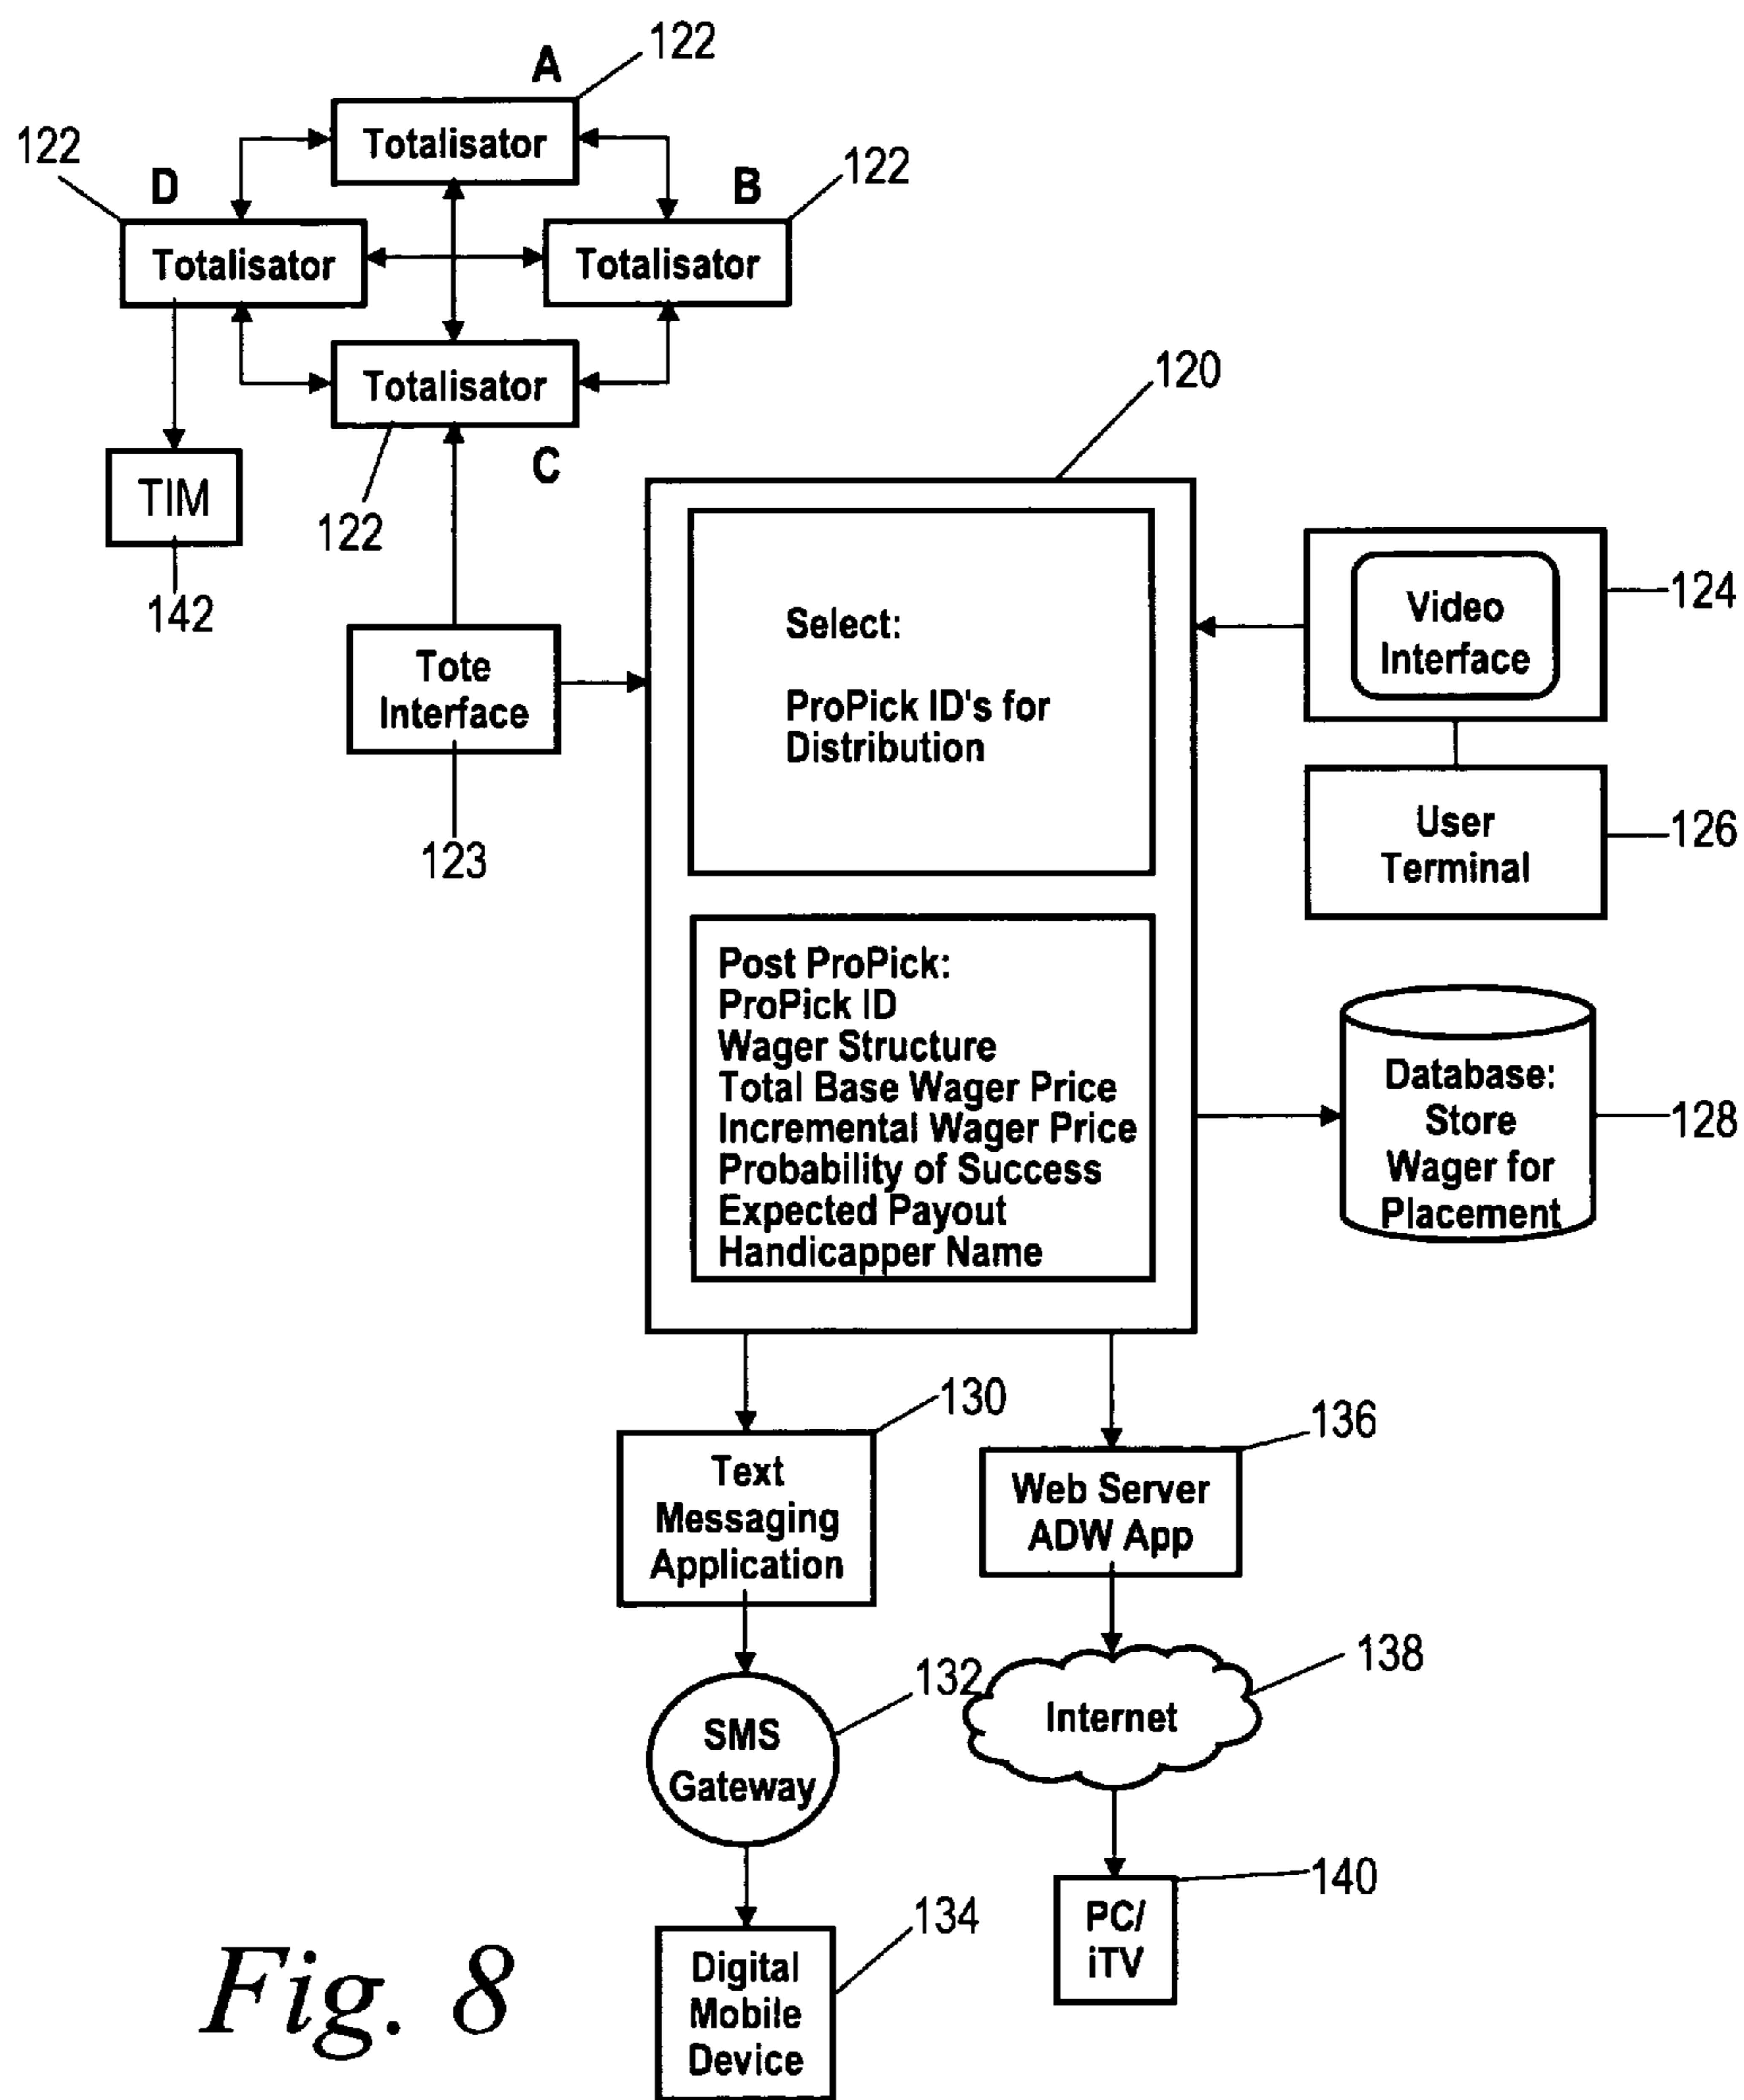 A
122
Totalisator
122
D
B
122
Totalisator
Totalisator
Totalisator
C
122
TIM
142
120
Tote
Interface
123
Select:
ProPick ID's for
Distribution
Video
Interface
124
User
Terminal
126
Post ProPick:
ProPick ID
Wager Structure
Total Base Wager Price
Incremental Wager Price
Probability of Success
Expected Payout
Handicapper Name
Database:
Store
Wager for
Placement
128
130
Text
Messaging
Application
136
Web Server
ADW App
132
SMS
Gateway
138
Internet
134
Digital
Mobile
Device
140
PC/
iTV
Fig. 8